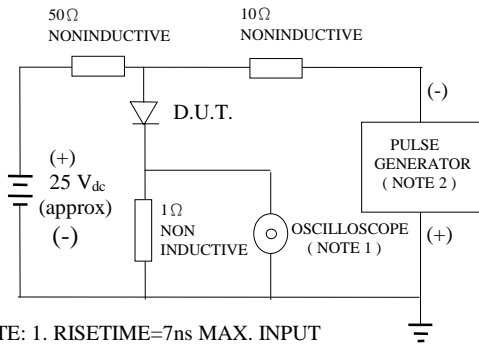 50Ω
NONINDUCTIVE
10Ω
NONINDUCTIVE
(-)
D.U.T.
PULSE
GENERATOR
( NOTE 2 )
(+)
25 Vdc
(approx)
(-)
1Ω
NON
INDUCTIVE
OSCILLOSCOPE
( NOTE 1 )
(+)
TE: 1. RISETIME=7ns MAX. INPUT